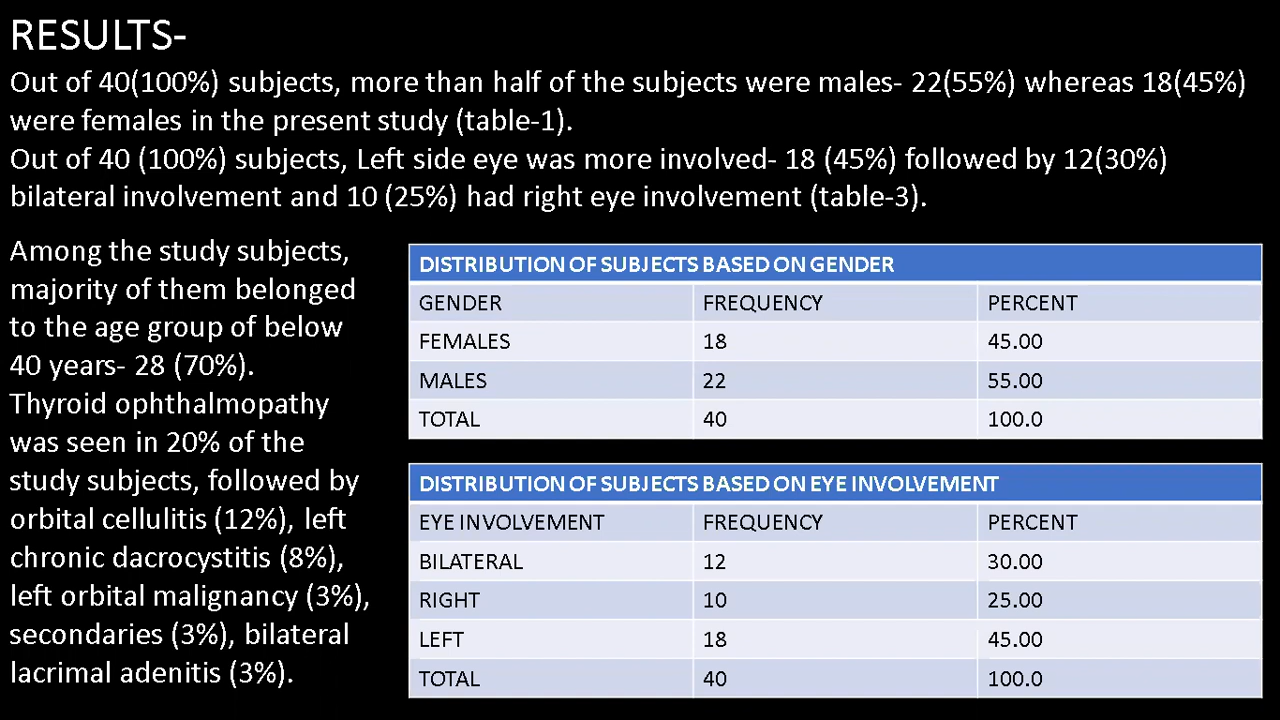 RESULTS-
Out of 40(100%) subjects, more than half of the subjects were males- 22(55%) whereas 18(45%)
were females in the present study (table-1).
Out of 40 (100%) subjects, Left side eye was more involved- 18 (45%) followed by 12(30%)
bilateral involvement and 10 (25%) had right eye involvement (table-3).
Among the study subjects,
majority of them belonged
to the age group of below
40 years- 28 (70%).
Thyroid ophthalmopathy
was seen in 20% of the
study subjects, followed by
orbital cellulitis (12%), left
chronic dacrocystitis (8%),
left orbital malignancy (3%),
secondaries (3%), bilateral
lacrimal adenitis (3%).
DISTRIBUTION OF SUBJECTS BASED ON GENDER
GENDER FREQUENCY PERCENT
FEMALES 18 45.00
MALES 22 55.00
TOTAL 40 100.0
DISTRIBUTION OF SUBJECTS BASED ON EYE INVOLVEMENT
EYE INVOLVEMENT FREQUENCY PERCENT
BILATERAL 12 30.00
RIGHT 10 25.00
LEFT 18 45.00
TOTAL 40 100.0